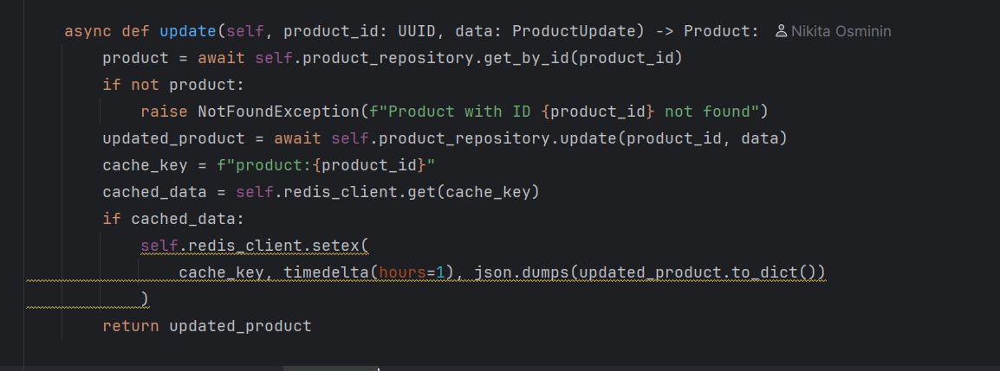 async def update(self, product_id: UUID, data: ProductUpdate) -> Product: Nikita Osminin
product = await self.product_repository.get_by_id(product_id)
if not product:
raise NotFoundException(f"Product with ID {product_id} not found")
updated_product = await self.product_repository.update(product_id, data)
cache_key = f"product:{product_id}"
cached_data = self.redis_client.get(cache_key)
if cached_data:
self.redis_client.setex(
cache_key, timedelta(hours=1), json.dumps(updated_product.to_dict())
)
return updated_product